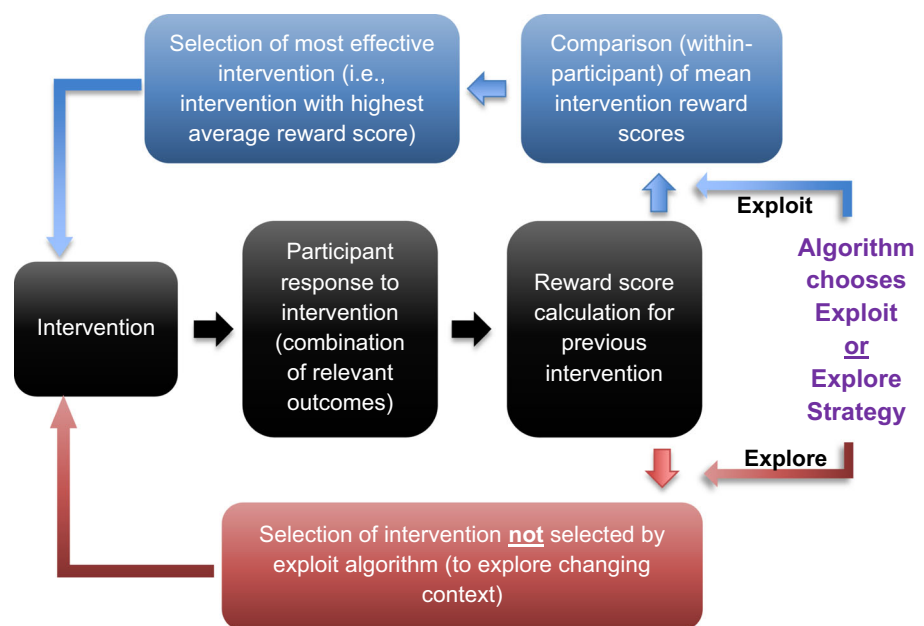 Selection of most effective
intervention (i.e.,
intervention with highest
average reward score)
Comparison (within-
participant) of mean
intervention reward
scores
Exploit
Intervention
Participant
response to
intervention
(combination
of relevant
outcomes)
Reward score
calculation for
previous
intervention
Algorithm
chooses
Exploit
or
Explore
Strategy
Explore
Selection of intervention not selected by
exploit algorithm (to explore changing
context)